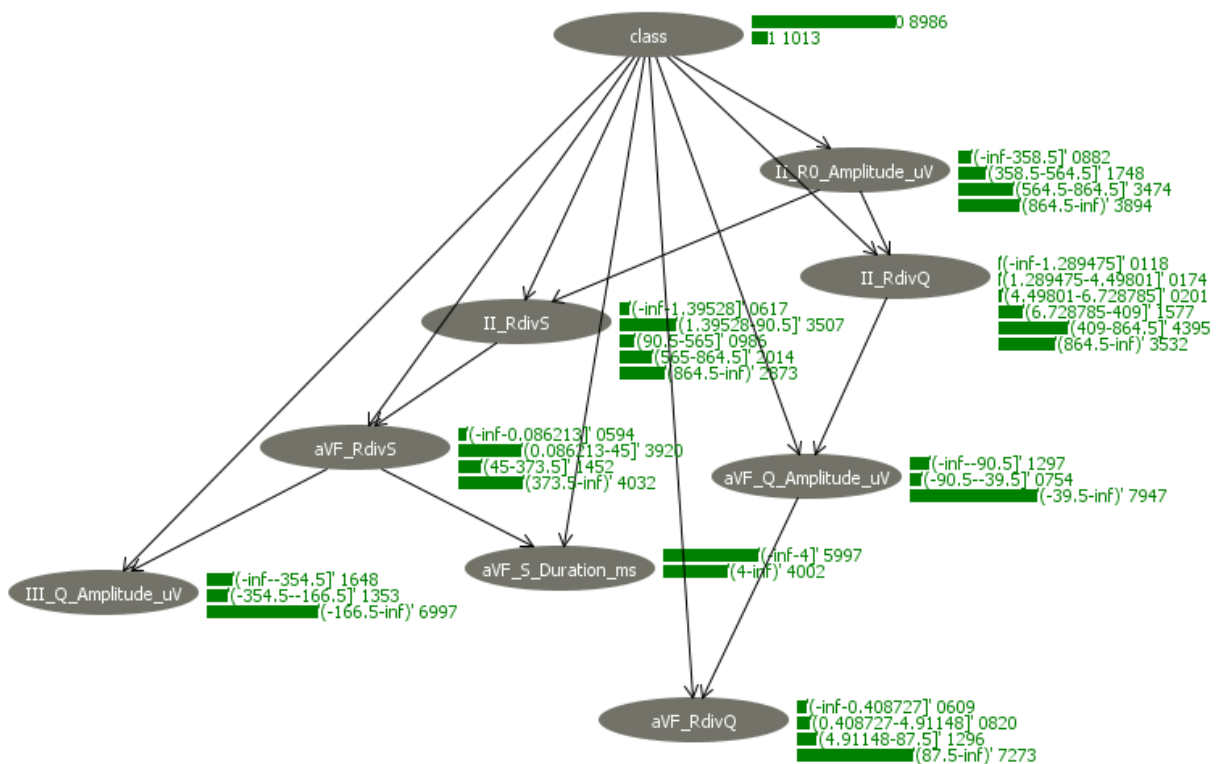 class
0 8986
1 1013
Ii_R0_Amplitude_uV
'(-inf-358.5]' 0882
'(358.5-564.5]' 1748
'(564.5-864.5]' 3474
'(864.5-inf)' 3894
II_RdivQ
'(-inf-1.289475]' 0118
'(1.289475-4.49801]' 0174
'(4.49801-6.728785]' 0201
'(6.728785-409]' 1577
'(409-864.5]' 4395
'(864.5-inf)' 3532
II_RdivS
'(-inf-1.39528]' 0617
'(1.39528-90.5]' 3507
'(90.5-565]' 0986
'(565-864.5]' 2014
'(864.5-inf)' 2873
aVF_RdivS
'(-inf-0.086213]' 0594
'(0.086213-45]' 3920
'(45-373.5]' 1452
'(373.5-inf)' 4032
aVF_Q_Amplitude_uV
'(-inf--90.5]' 1297
'(-90.5--39.5]' 0754
'(-39.5-inf)' 7947
aVF_S_Duration_ms
'(-inf-4]' 5997
'(4-inf)' 4002
III_Q_Amplitude_uV
'(-inf--354.5]' 1648
'(-354.5--166.5]' 1353
'(-166.5-inf)' 6997
aVF_RdivQ
'(-inf-0.408727]' 0609
'(0.408727-4.91148]' 0820
'(4.91148-87.5]' 1296
'(87.5-inf)' 7273